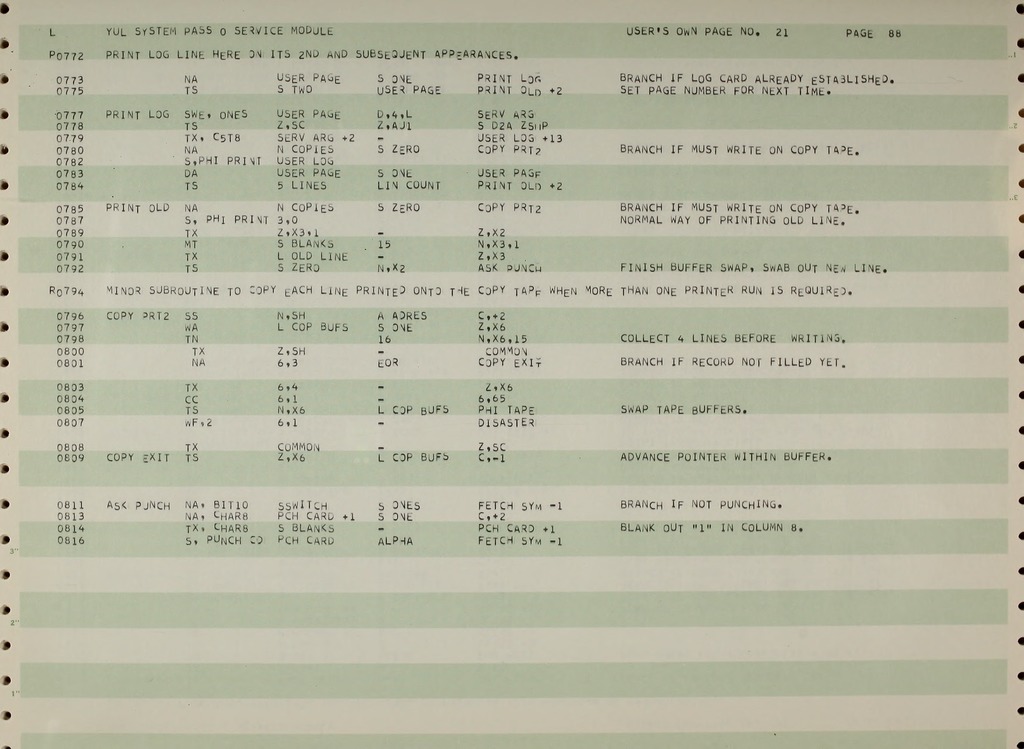 L YUL SYSTEM PASS 0 SERVICE MODULE USER'S OWN PAGE NO. 21 PAGE 88
P0772 PRINT LOG LINE HERE ON ITS 2ND AND SUBSEQUENT APPEARANCES.
0773 NA USER PAGE S ONE PRINT LOG BRANCH IF LOG CARD ALREADY ESTABLISHED.
0775 TS S TWO USER PAGE PRINT OLD +2 SET PAGE NUMBER FOR NEXT TIME.
0777 PRINT LOG SWE, ONES USER PAGE D,4,L SERV ARG
0778 TS Z,SC Z,AJ1 S D2A ZSUP
0779 TX, C5T8 SERV ARG +2 - USER LOG +13
0780 NA N COPIES S ZERO COPY PRT2 BRANCH IF MUST WRITE ON COPY TAPE.
0782 S,PHI PRINT USER LOG
0783 DA USER PAGE S ONE USER PAGE
0784 TS 5 LINES LIN COUNT PRINT OLD +2
0785 PRINT OLD NA N COPIES S ZERO COPY PRT2 BRANCH IF MUST WRITE ON COPY TAPE.
0787 S, PHI PRINT 3,0 NORMAL WAY OF PRINTING OLD LINE.
0789 TX Z,X3,1 - Z,X2
0790 MT S BLANKS 15 N,X3,1
0791 TX L OLD LINE - Z,X3
0792 TS S ZERO N,X2 ASK PUNCH FINISH BUFFER SWAP, SWAB OUT NEW LINE.
R0794 MINOR SUBROUTINE TO COPY EACH LINE PRINTED ONTO THE COPY TAPE WHEN MORE THAN ONE PRINTER RUN IS REQUIRED.
0796 COPY PRT2 SS N,SH A ADRES C,+2
0797 WA L COP BUFS S ONE Z,X6
0798 TN 16 N,X6,15 COLLECT 4 LINES BEFORE WRITING.
0800 TX Z,SH - COMMON
0801 NA 6,3 EOR COPY EXIT BRANCH IF RECORD NOT FILLED YET.
0803 TX 6,4 - Z,X6
0804 CC 6,1 - 6,65
0805 TS N,X6 L COP BUFS PHI TAPE SWAP TAPE BUFFERS.
0807 WF,2 6,1 - DISASTER
0808 TX COMMON - Z,SC
0809 COPY EXIT TS Z,X6 L COP BUFS C,-1 ADVANCE POINTER WITHIN BUFFER.
0811 ASK PUNCH NA, BIT10 SSWITCH S ONES FETCH SYM -1 BRANCH IF NOT PUNCHING.
0813 NA, CHAR8 PCH CARD +1 S ONE C,+2
0814 TX, CHAR8 S BLANKS - PCH CARD +1 BLANK OUT "1" IN COLUMN 8.
0816 S, PUNCH CD PCH CARD ALPHA FETCH SYM -1
3"
2"
1"